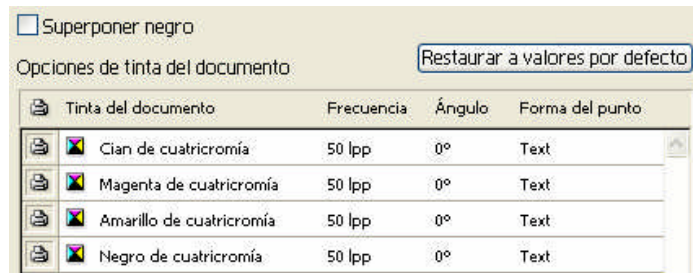 Superponer negro
Opciones de tinta del documento
Restaurar a valores por defecto
Tinta del documento Frecuencia Ángulo Forma del punto
Cian de cuatricromía 50 lpp 0º Text
Magenta de cuatricromía 50 lpp 0º Text
Amarillo de cuatricromía 50 lpp 0º Text
Negro de cuatricromía 50 lpp 0º Text